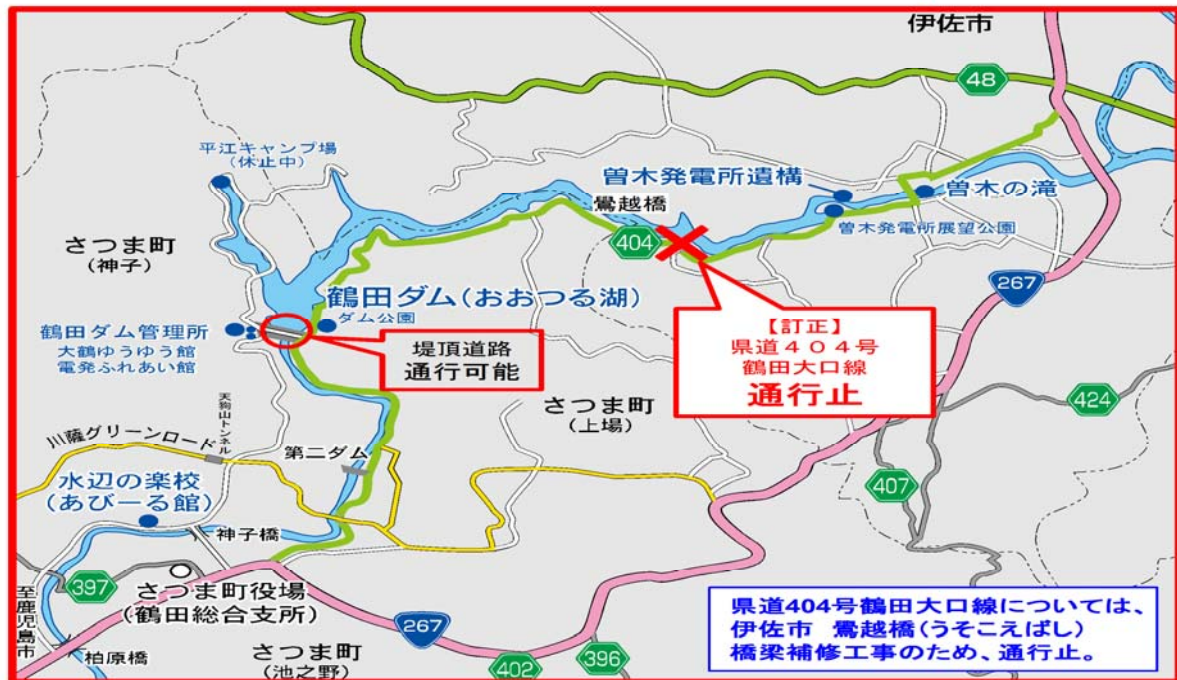 伊佐市
48
平江キャンプ場
(休止中)
曽木発電所遺構
曽木の滝
鶯越橋
曽木発電所展望公園
404
さつま町
(神子)
267
鶴田ダム(おおつる湖)
ダム公園
鶴田ダム管理所
大鶴ゆうゆう館
電発ふれあい館
堤頂道路
通行可能
【訂正】
県道404号
鶴田大口線
通行止
さつま町
(上場)
424
天狗山トンネル
川薩グリーンロード
第二ダム
407
水辺の楽校
(あびーる館)
神子橋
397
さつま町役場
(鶴田総合支所)
至鹿児島市
柏原橋
267
さつま町
(池之野)
402
396
県道404号鶴田大口線については、
伊佐市 鶯越橋(うそこえばし)
橋梁補修工事のため、通行止。